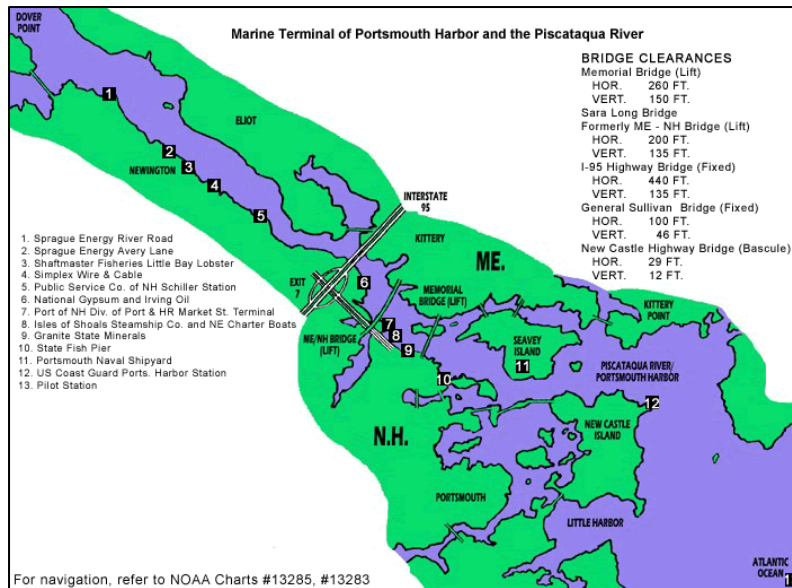 Marine Terminal of Portsmouth Harbor and the Piscataqua River
DOVER
POINT
BRIDGE CLEARANCES
Memorial Bridge (Lift)
HOR. 260 FT.
VERT. 150 FT.
Sara Long Bridge
Formerly ME - NH Bridge (Lift)
HOR. 200 FT.
VERT. 135 FT.
I-95 Highway Bridge (Fixed)
HOR. 440 FT.
VERT. 135 FT.
General Sullivan Bridge (Fixed)
HOR. 100 FT.
VERT. 46 FT.
New Castle Highway Bridge (Bascule)
HOR. 29 FT.
VERT. 12 FT.
1
ELIOT
2
3
NEWINGTON
4
5
INTERSTATE
95
KITTERY
ME.
1. Sprague Energy River Road
2. Sprague Energy Avery Lane
3. Shaftmaster Fisheries Little Bay Lobster
4. Simplex Wire & Cable
5. Public Service Co. of NH Schiller Station
6. National Gypsum and Irving Oil
7. Port of NH Div. of Port & HR Market St. Terminal
8. Isles of Shoals Steamship Co. and NE Charter Boats
9. Granite State Minerals
10. State Fish Pier
11. Portsmouth Naval Shipyard
12. US Coast Guard Ports. Harbor Station
13. Pilot Station
EXIT
7
6
MEMORIAL
BRIDGE (LIFT)
KITTERY
POINT
ME/NH BRIDGE
(LIFT)
7
8
9
SEAVEY
ISLAND
11
10
PISCATAQUA RIVER/
PORTSMOUTH HARBOR
12
NEW CASTLE
ISLAND
N.H.
PORTSMOUTH
LITTLE HARBOR
ATLANTIC
OCEAN
For navigation, refer to NOAA Charts #13285, #13283